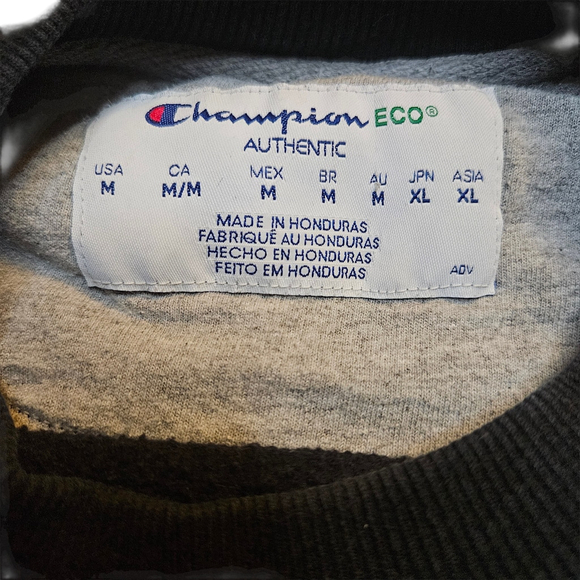 Champion ECO®
AUTHENTIC
USA CA MEX BR AU JPN ASIA
M M/M M M M XL XL
MADE IN HONDURAS
FABRIQUÉ AU HONDURAS
HECHO EN HONDURAS
FEITO EM HONDURAS
ADV